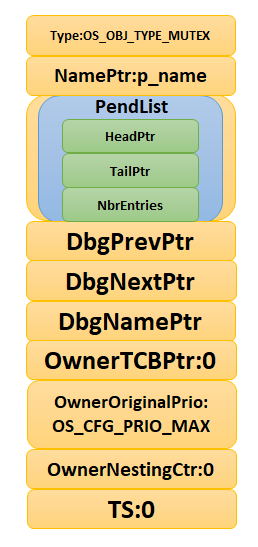 Type:OS_OBJ_TYPE_MUTEX
NamePtr:p_name
PendList
HeadPtr
TailPtr
NbrEntries
DbgPrevPtr
DbgNextPtr
DbgNamePtr
OwnerTCBPtr:0
OwnerOriginalPrio:
OS_CFG_PRIO_MAX
OwnerNestingCtr:0
TS:0